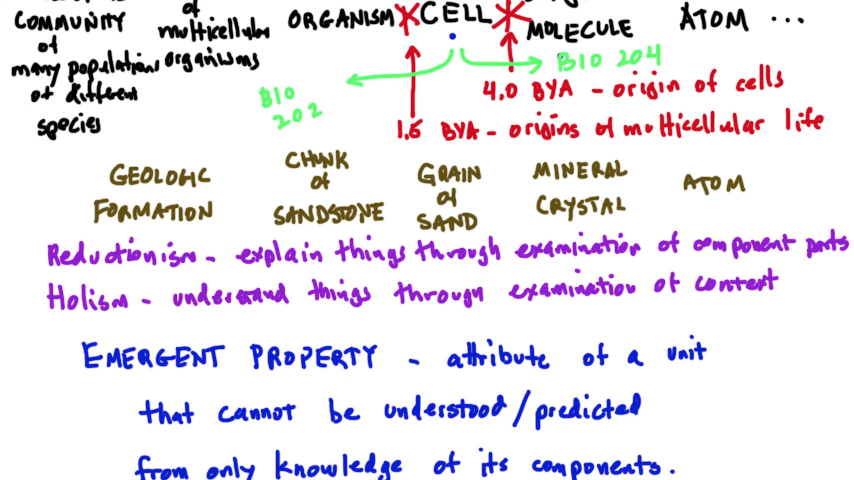 of
COMMUNITY
of
many populations
of different
species
multicellular
organisms
ORGANISM CELL MOLECULE ATOM ...
BIO 204
BIO
202
4.0 BYA - origin of cells
1.5 BYA - origins of multicellular life
GEOLOGIC
FORMATION
CHUNK
of
SANDSTONE
GRAIN
of
SAND
MINERAL
CRYSTAL
ATOM
Reductionism - explain things through examination of component parts
Holism - understand things through examination of context
EMERGENT PROPERTY - attribute of a unit
that cannot be understood/predicted
from only knowledge of its components.